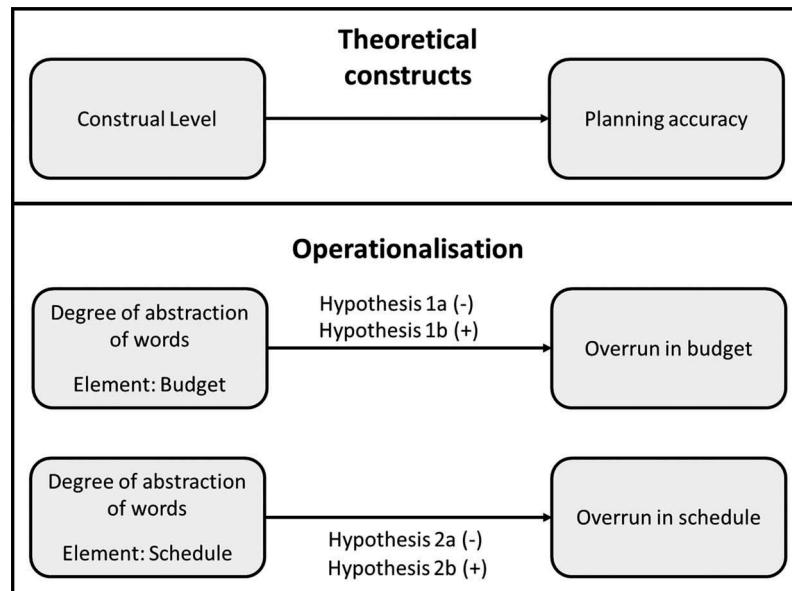 Theoretical
constructs
Construal Level
Planning accuracy
Operationalisation
Degree of abstraction
of words
Element: Budget
Hypothesis 1a (-)
Hypothesis 1b (+)
Overrun in budget
Degree of abstraction
of words
Element: Schedule
Hypothesis 2a (-)
Hypothesis 2b (+)
Overrun in schedule